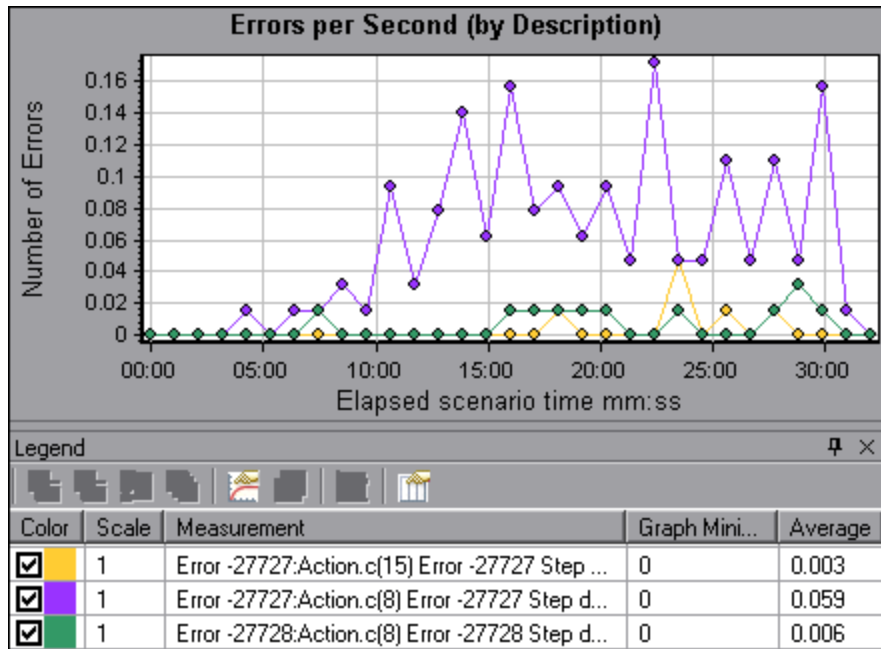 Errors per Second (by Description)
Number of Errors
0.16
0.14
0.12
0.1
0.08
0.06
0.04
0.02
0
00:00 05:00 10:00 15:00 20:00 25:00 30:00
Elapsed scenario time mm:ss
Legend
Color Scale Measurement Graph Mini... Average
1 Error -27727:Action.c(15) Error -27727 Step ... 0 0.003
1 Error -27727:Action.c(8) Error -27727 Step d... 0 0.059
1 Error -27728:Action.c(8) Error -27728 Step d... 0 0.006